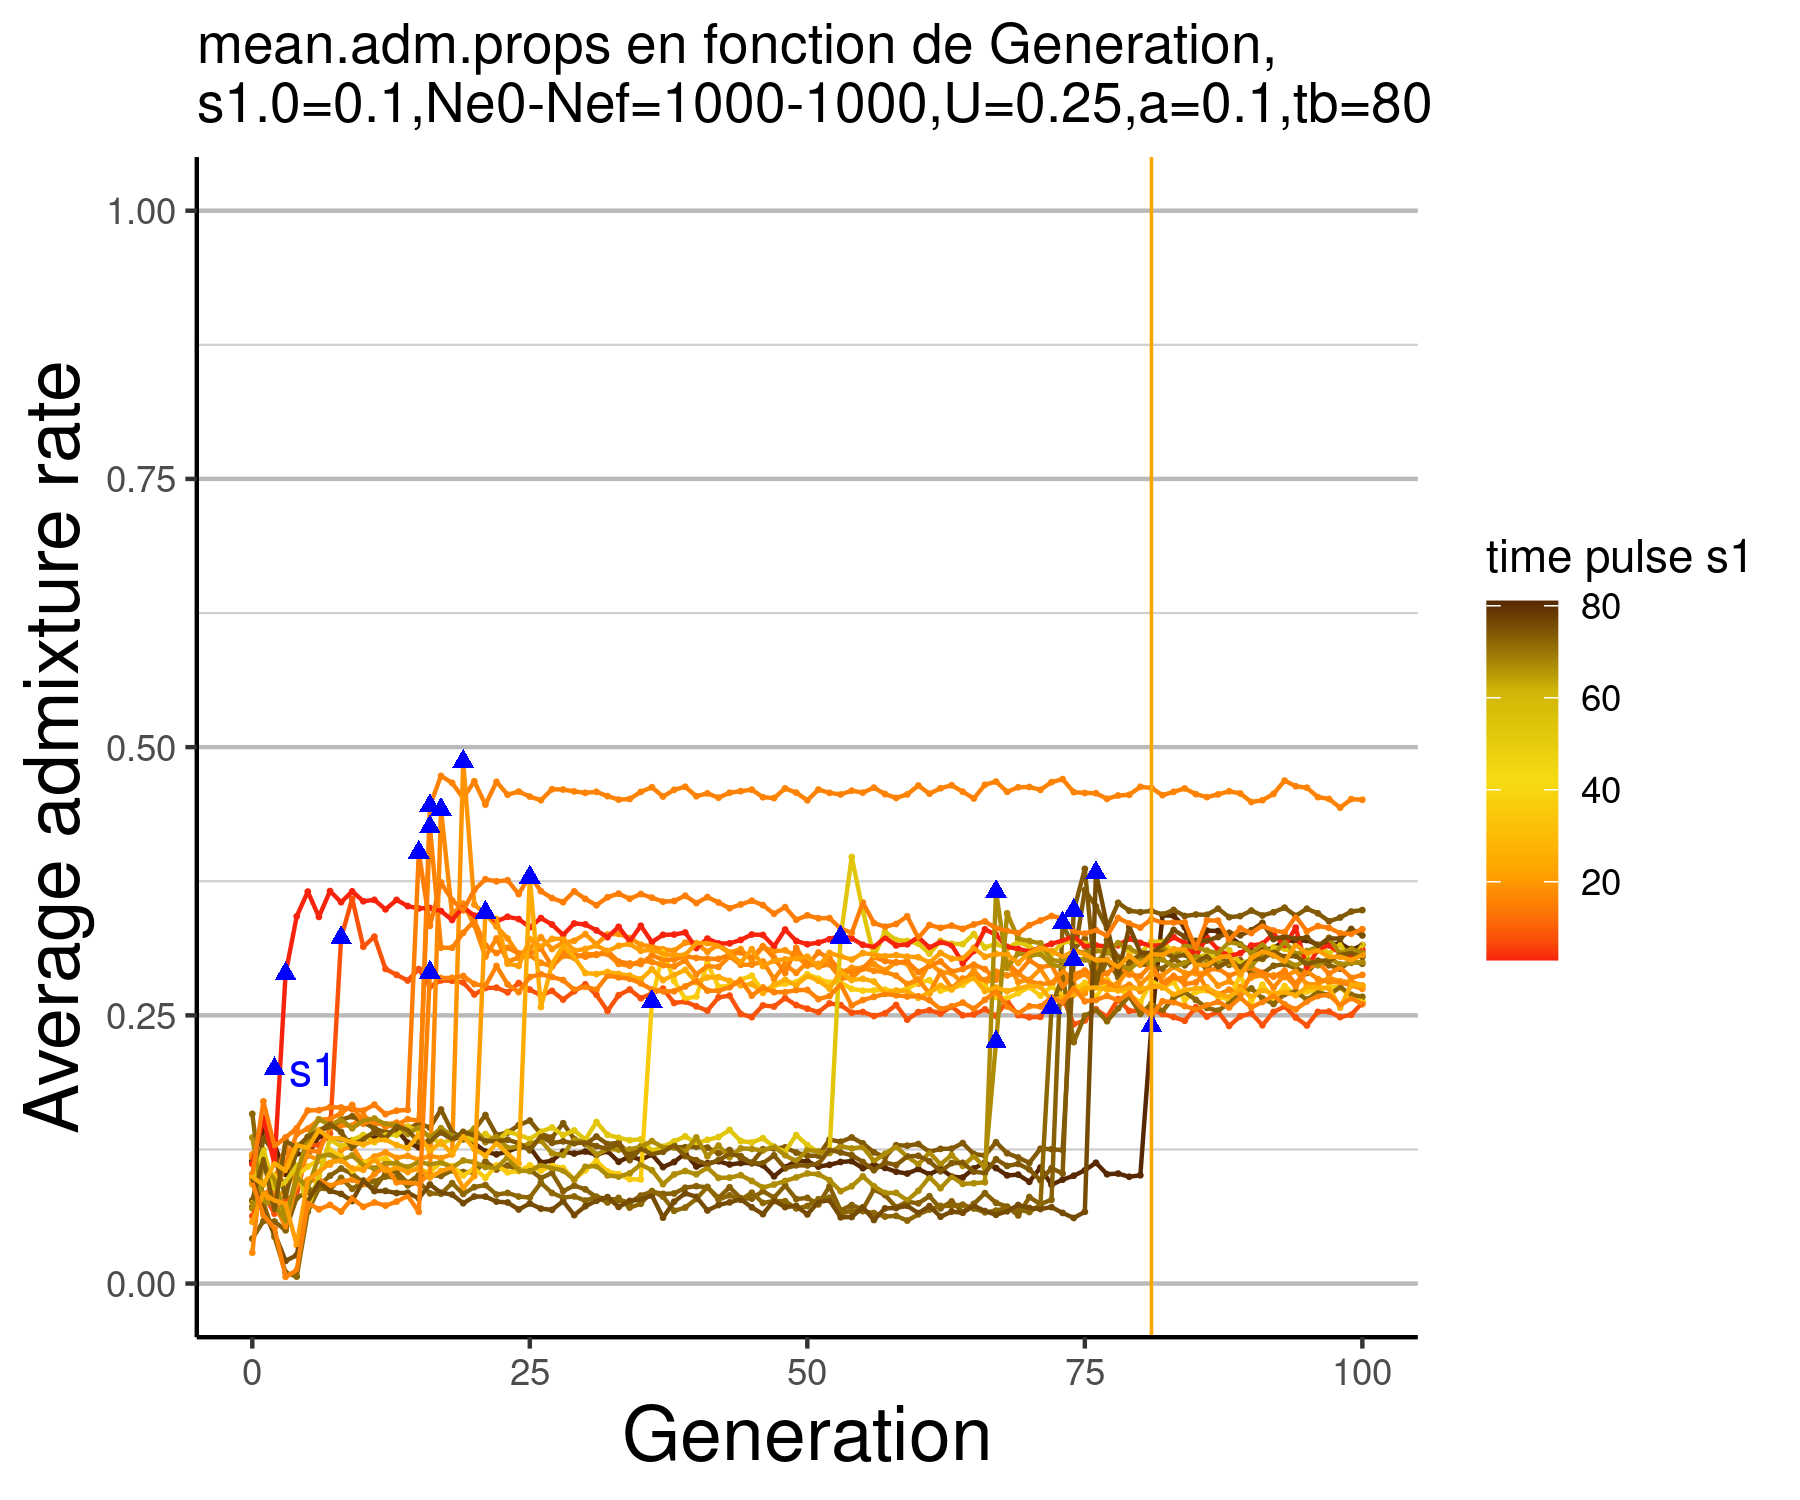 mean.adm.props en fonction de Generation,
s1.0=0.1,Ne0-Nef=1000-1000,U=0.25,a=0.1,tb=80
Average admixture rate
1.00
0.75
0.50
0.25
0.00
s1
0 25 50 75 100
Generation
time pulse s1
80
60
40
20